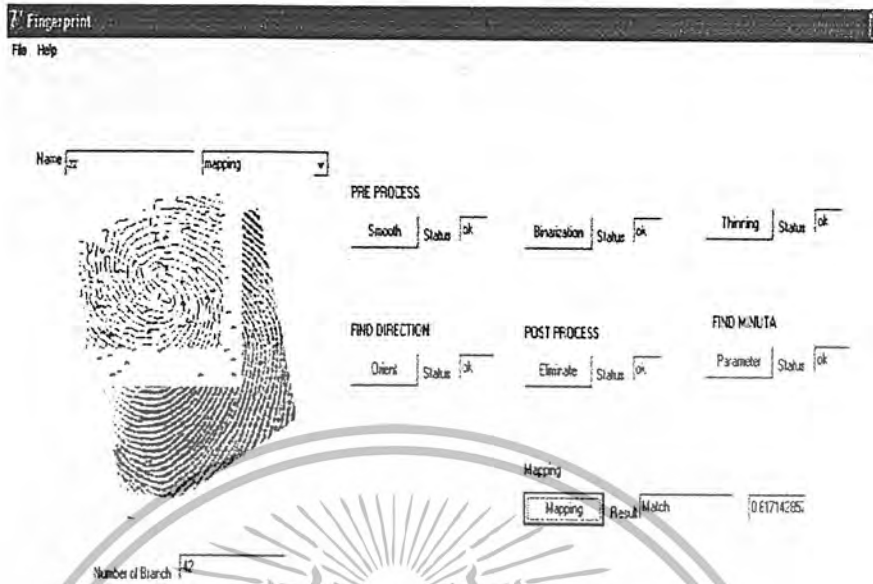 Fingerprint
File Help
Name zz mapping
PRE PROCESS
Smooth Status ok Binarization Status ok Thinring Status ok
FIND DIRECTION POST PROCESS FIND MINUTA
Orient Status ok Eliminate Status ok Parameter Status ok
Mapping
Mapping Result Match 0.617142852
Number of Branch 42